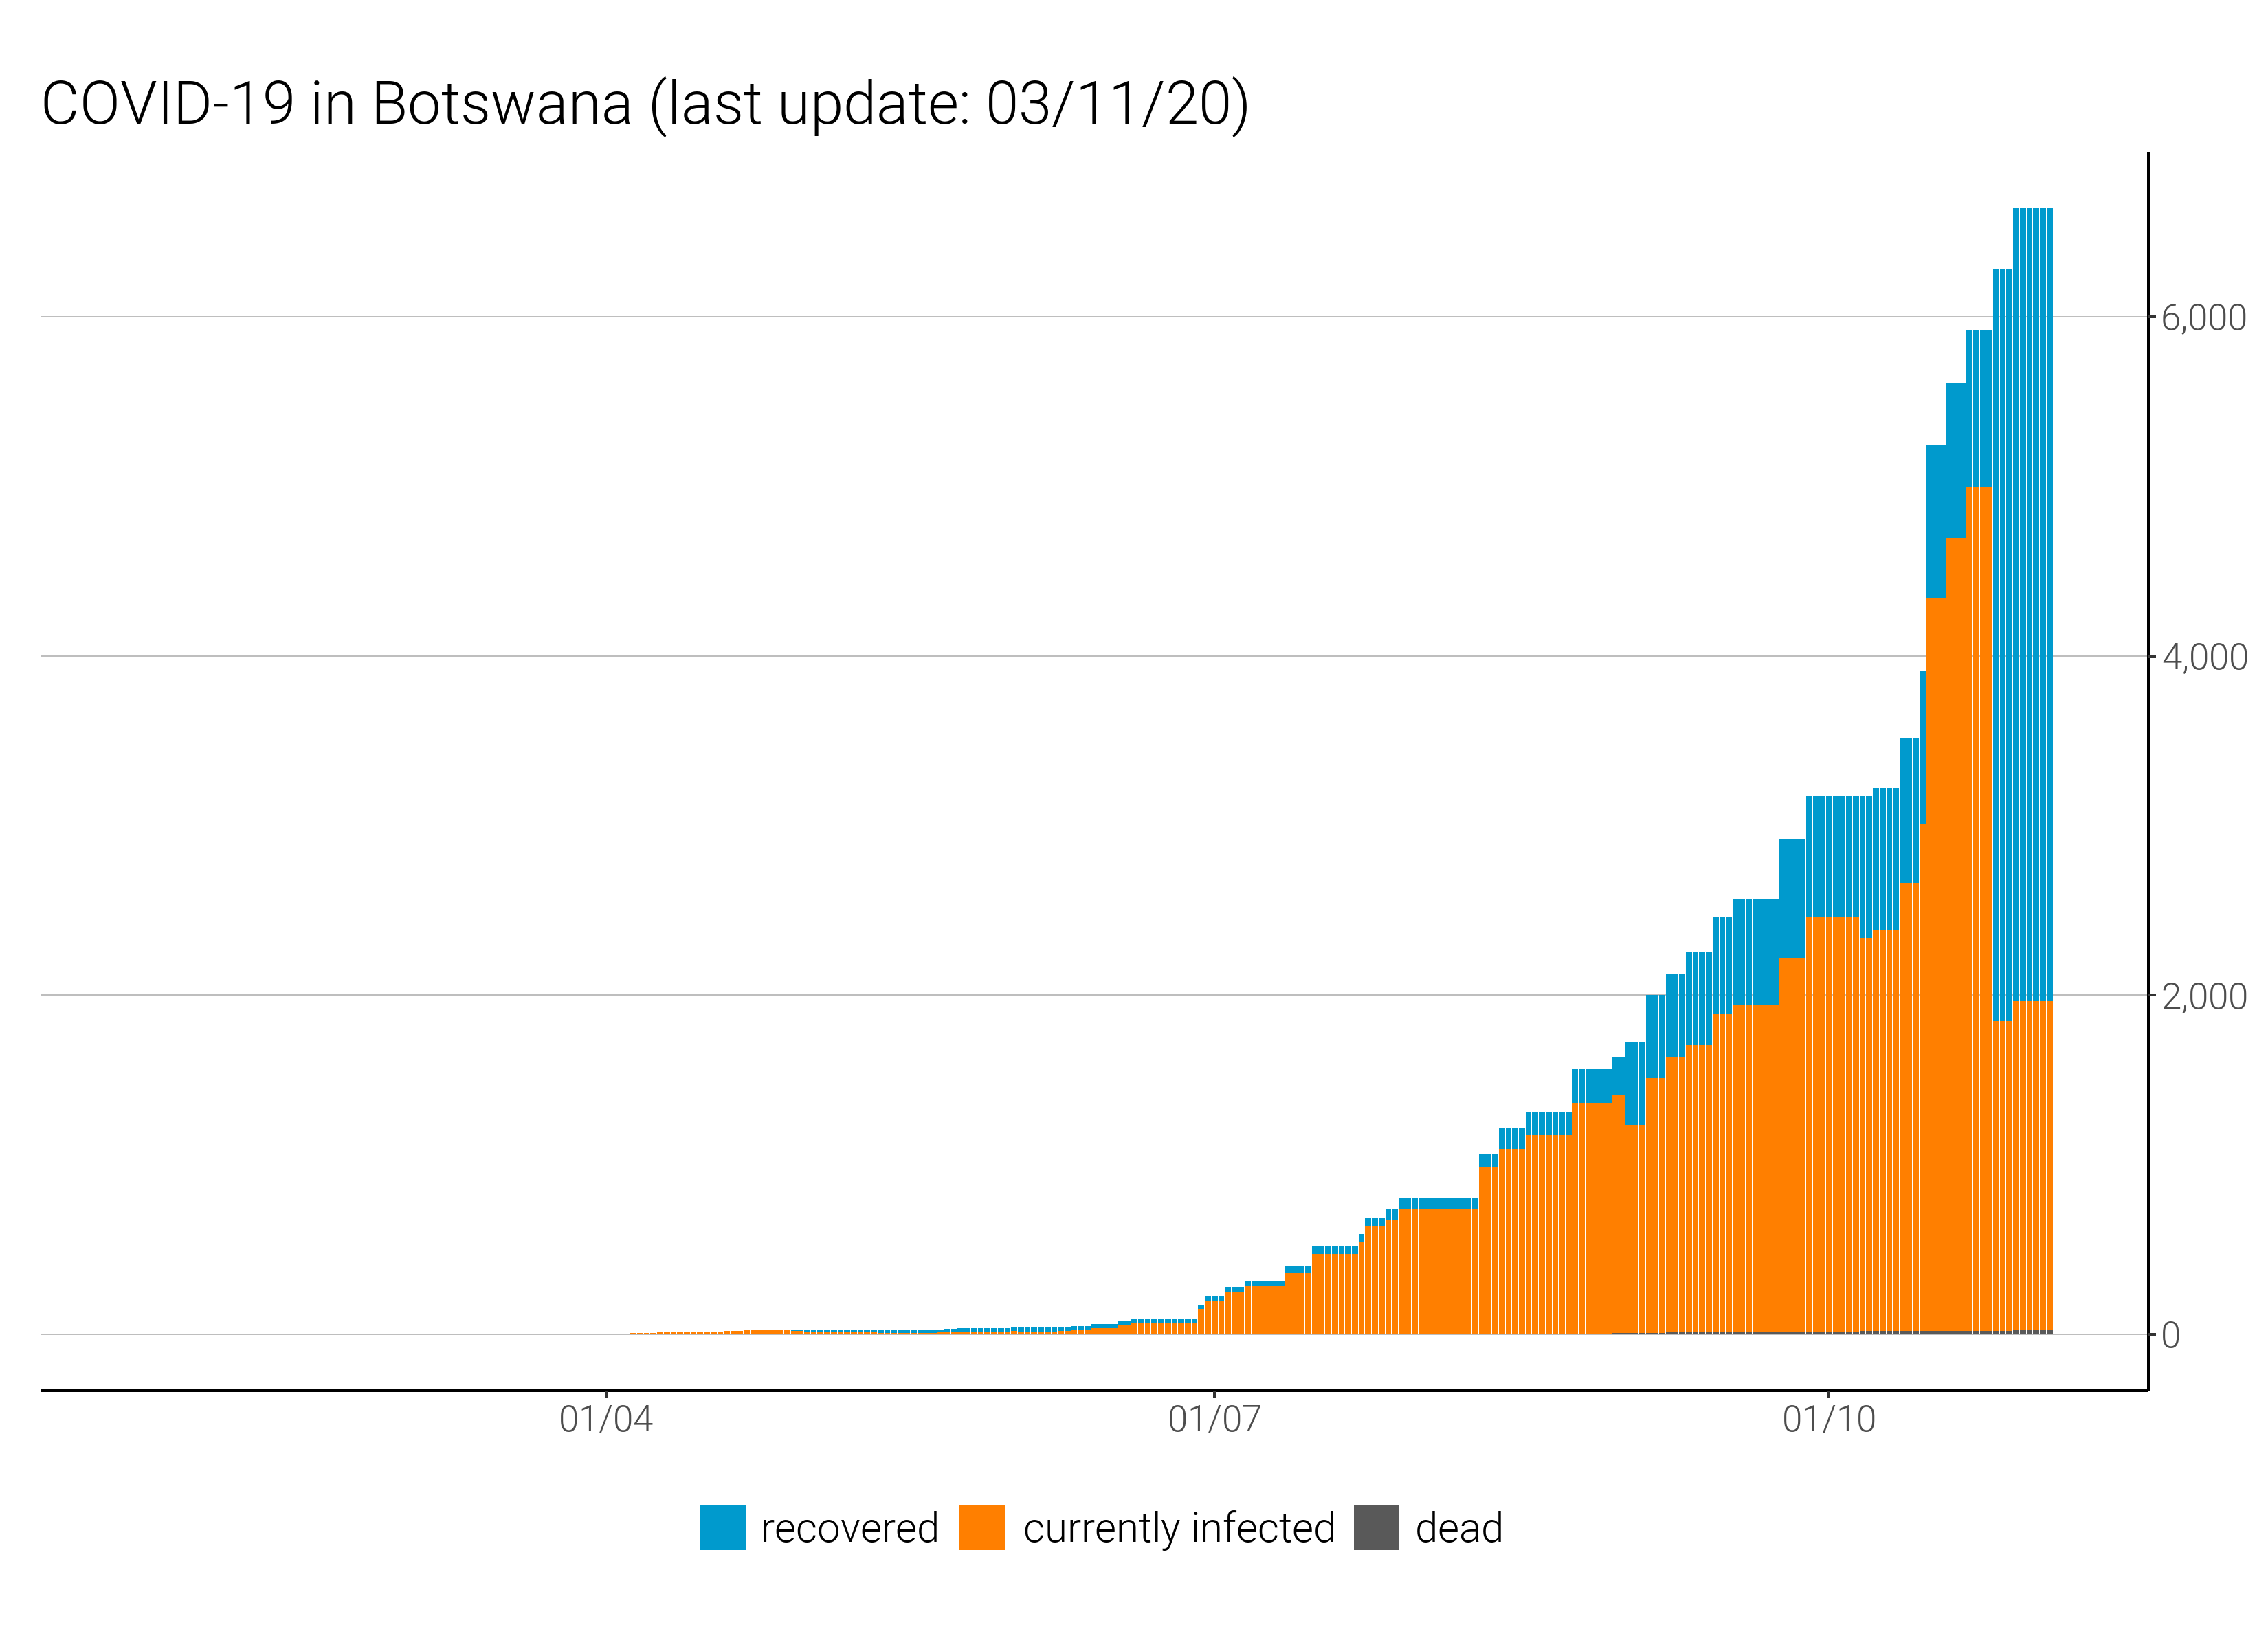 COVID-19 in Botswana (last update: 03/11/20)
6,000
4,000
2,000
0
01/04 01/07 01/10
recovered currently infected dead